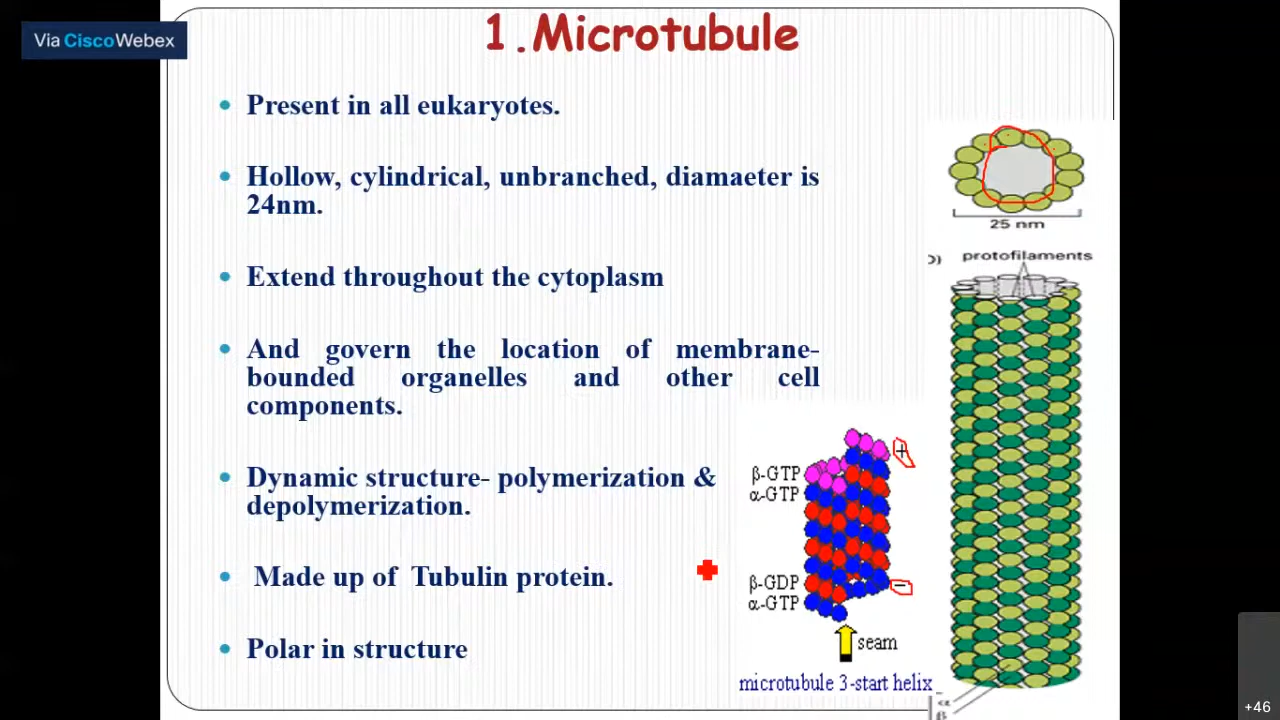 Via CiscoWebex
1.Microtubule
Present in all eukaryotes.
Hollow, cylindrical, unbranched, diamaeter is
24nm.
Extend throughout the cytoplasm
And govern the location of membrane-
bounded organelles and other cell
components.
Dynamic structure- polymerization &
depolymerization.
Made up of Tubulin protein.
Polar in structure
25 nm
protofilaments
+
β-GTP
α-GTP
β-GDP
α-GTP
−
seam
microtubule 3-start helix
α
β
+46